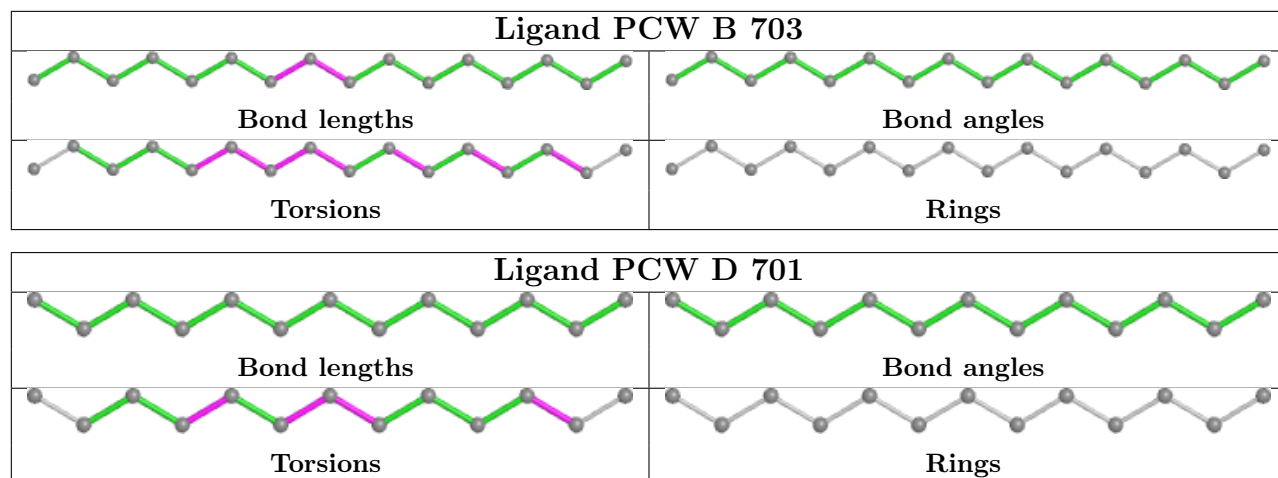 Ligand PCW B 703
Bond lengths Bond angles
Torsions Rings
Ligand PCW D 701
Bond lengths Bond angles
Torsions Rings